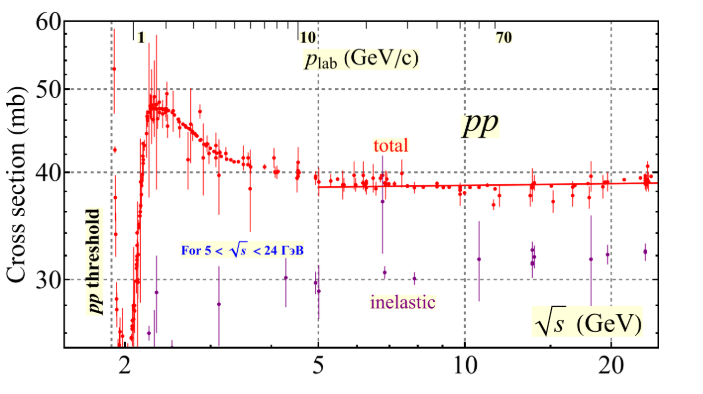 60
1
10
70
p_lab (GeV/c)
50
pp
total
40
Cross section (mb)
pp threshold
For 5 < √s < 24 ГэВ
30
inelastic
√s (GeV)
2
5
10
20